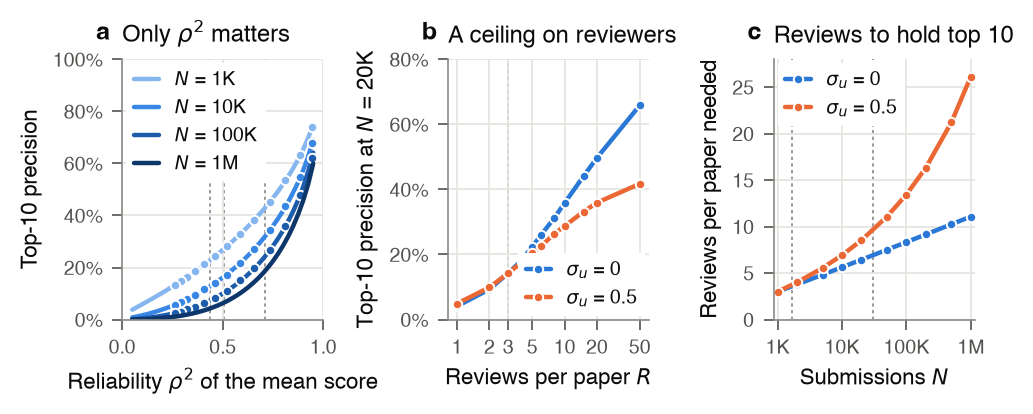 a Only ρ² matters
Top-10 precision
100%
80%
60%
40%
20%
0%
N = 1K
N = 10K
N = 100K
N = 1M
0.0 0.5 1.0
Reliability ρ² of the mean score
b A ceiling on reviewers
Top-10 precision at N = 20K
80%
60%
40%
20%
0%
σᵤ = 0
σᵤ = 0.5
1 2 3 5 10 20 50
Reviews per paper R
c Reviews to hold top 10
Reviews per paper needed
25
20
15
10
5
0
σᵤ = 0
σᵤ = 0.5
1K 10K 100K 1M
Submissions N